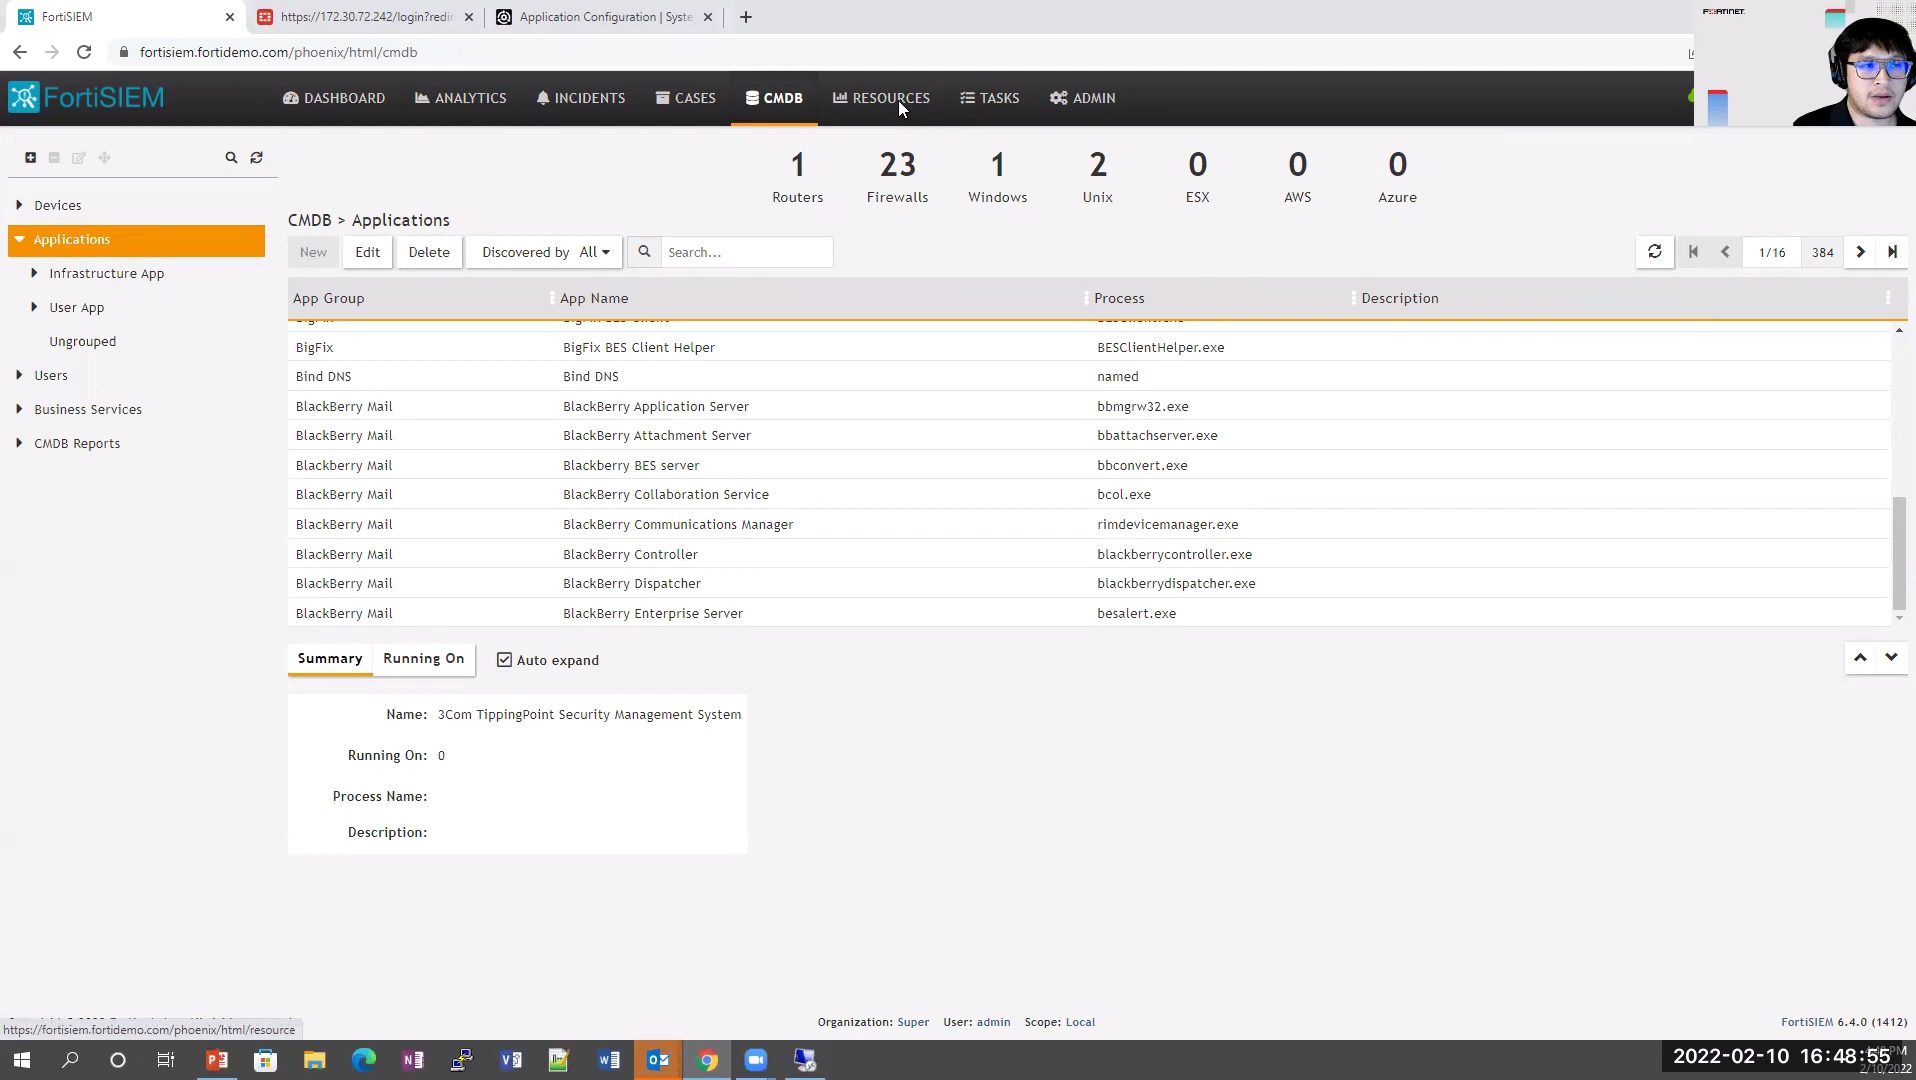 FortiSIEM
https://172.30.72.242/login?redir
Application Configuration | Syste
FORTINET
fortisiem.fortidemo.com/phoenix/html/cmdb
FortiSIEM
DASHBOARD ANALYTICS INCIDENTS CASES CMDB RESOURCES TASKS ADMIN
1 23 1 2 0 0 0
Routers Firewalls Windows Unix ESX AWS Azure
Devices
Applications
Infrastructure App
User App
Ungrouped
Users
Business Services
CMDB Reports
CMDB > Applications
New Edit Delete Discovered by All Search... 1/16 384
App Group App Name Process Description
BigFix BigFix BES Client Helper BESClientHelper.exe
Bind DNS Bind DNS named
BlackBerry Mail BlackBerry Application Server bbmgrw32.exe
BlackBerry Mail BlackBerry Attachment Server bbattachserver.exe
Blackberry Mail Blackberry BES server bbconvert.exe
BlackBerry Mail BlackBerry Collaboration Service bcol.exe
BlackBerry Mail BlackBerry Communications Manager rimdevicemanager.exe
BlackBerry Mail BlackBerry Controller blackberrycontroller.exe
BlackBerry Mail BlackBerry Dispatcher blackberrydispatcher.exe
BlackBerry Mail BlackBerry Enterprise Server besalert.exe
Summary Running On Auto expand
Name: 3Com TippingPoint Security Management System
Running On: 0
Process Name:
Description:
https://fortisiem.fortidemo.com/phoenix/html/resource
Organization: Super User: admin Scope: Local
FortiSIEM 6.4.0 (1412)
2022-02-10 16:48:55
2/10/2022